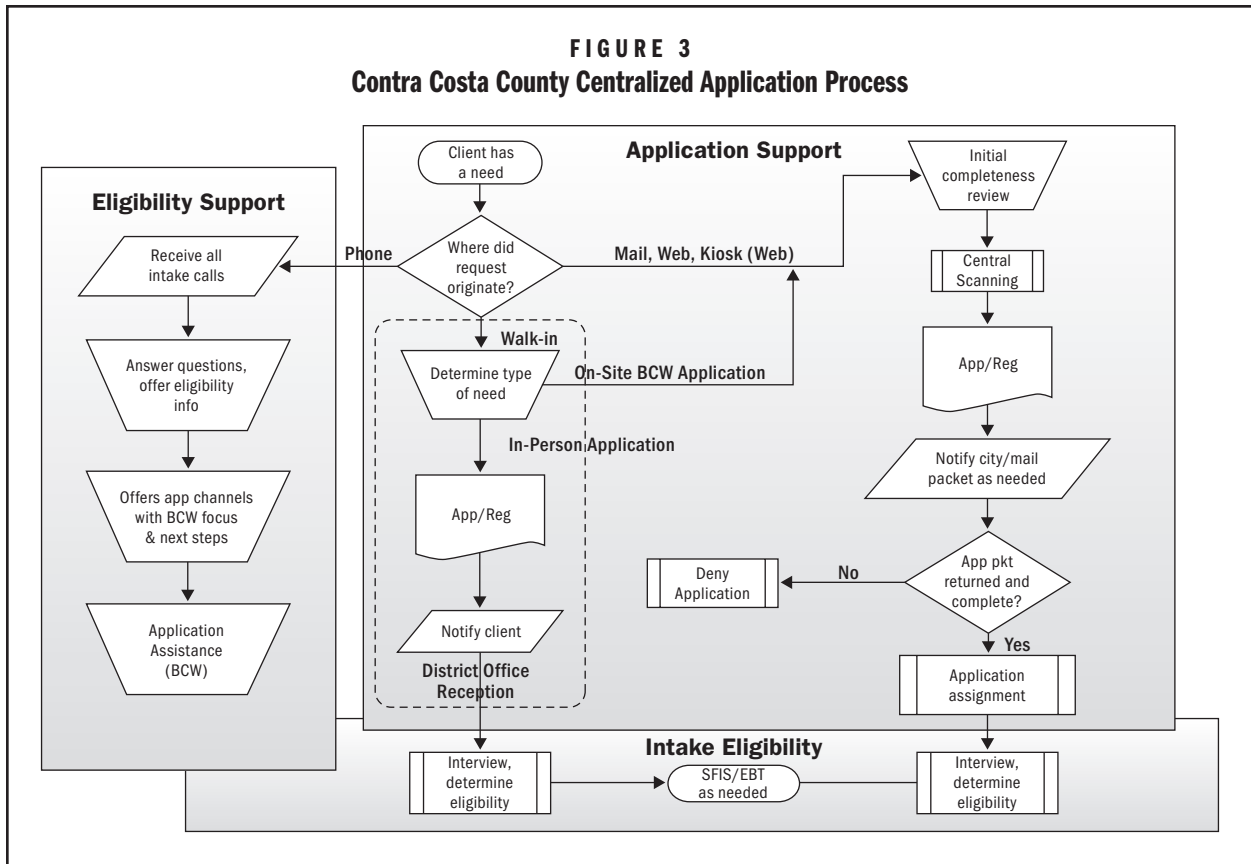 FIGURE 3
Contra Costa County Centralized Application Process
Eligibility Support
Receive all
intake calls
Answer questions,
offer eligibility
info
Offers app channels
with BCW focus
& next steps
Application
Assistance
(BCW)
Application Support
Client has
a need
Where did
request
originate?
Phone
Mail, Web, Kiosk (Web)
Walk-in
Determine type
of need
On-Site BCW Application
In-Person Application
App/Reg
Notify client
District Office
Reception
Initial
completeness
review
Central
Scanning
App/Reg
Notify city/mail
packet as needed
App pkt
returned and
complete?
No
Deny
Application
Yes
Application
assignment
Intake Eligibility
Interview,
determine
eligibility
SFIS/EBT
as needed
Interview,
determine
eligibility